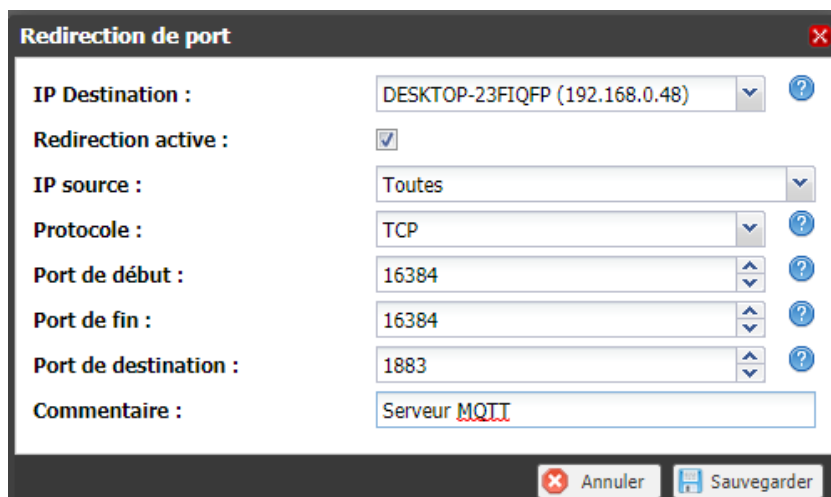 Redirection de port
IP Destination : DESKTOP-23FIQFP (192.168.0.48)
Redirection active :
IP source : Toutes
Protocole : TCP
Port de début : 16384
Port de fin : 16384
Port de destination : 1883
Commentaire : Serveur MQTT
Annuler Sauvegarder